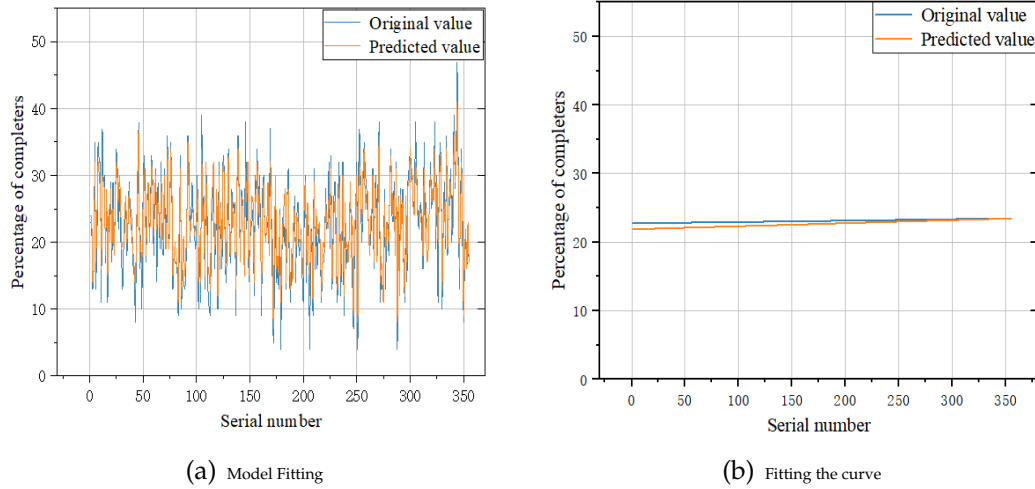 Original value
Predicted value
50
40
30
20
10
0
Percentage of completers
0 50 100 150 200 250 300 350
Serial number
(a) Model Fitting
Original value
Predicted value
50
40
30
20
10
0
Percentage of completers
0 50 100 150 200 250 300 350
Serial number
(b) Fitting the curve